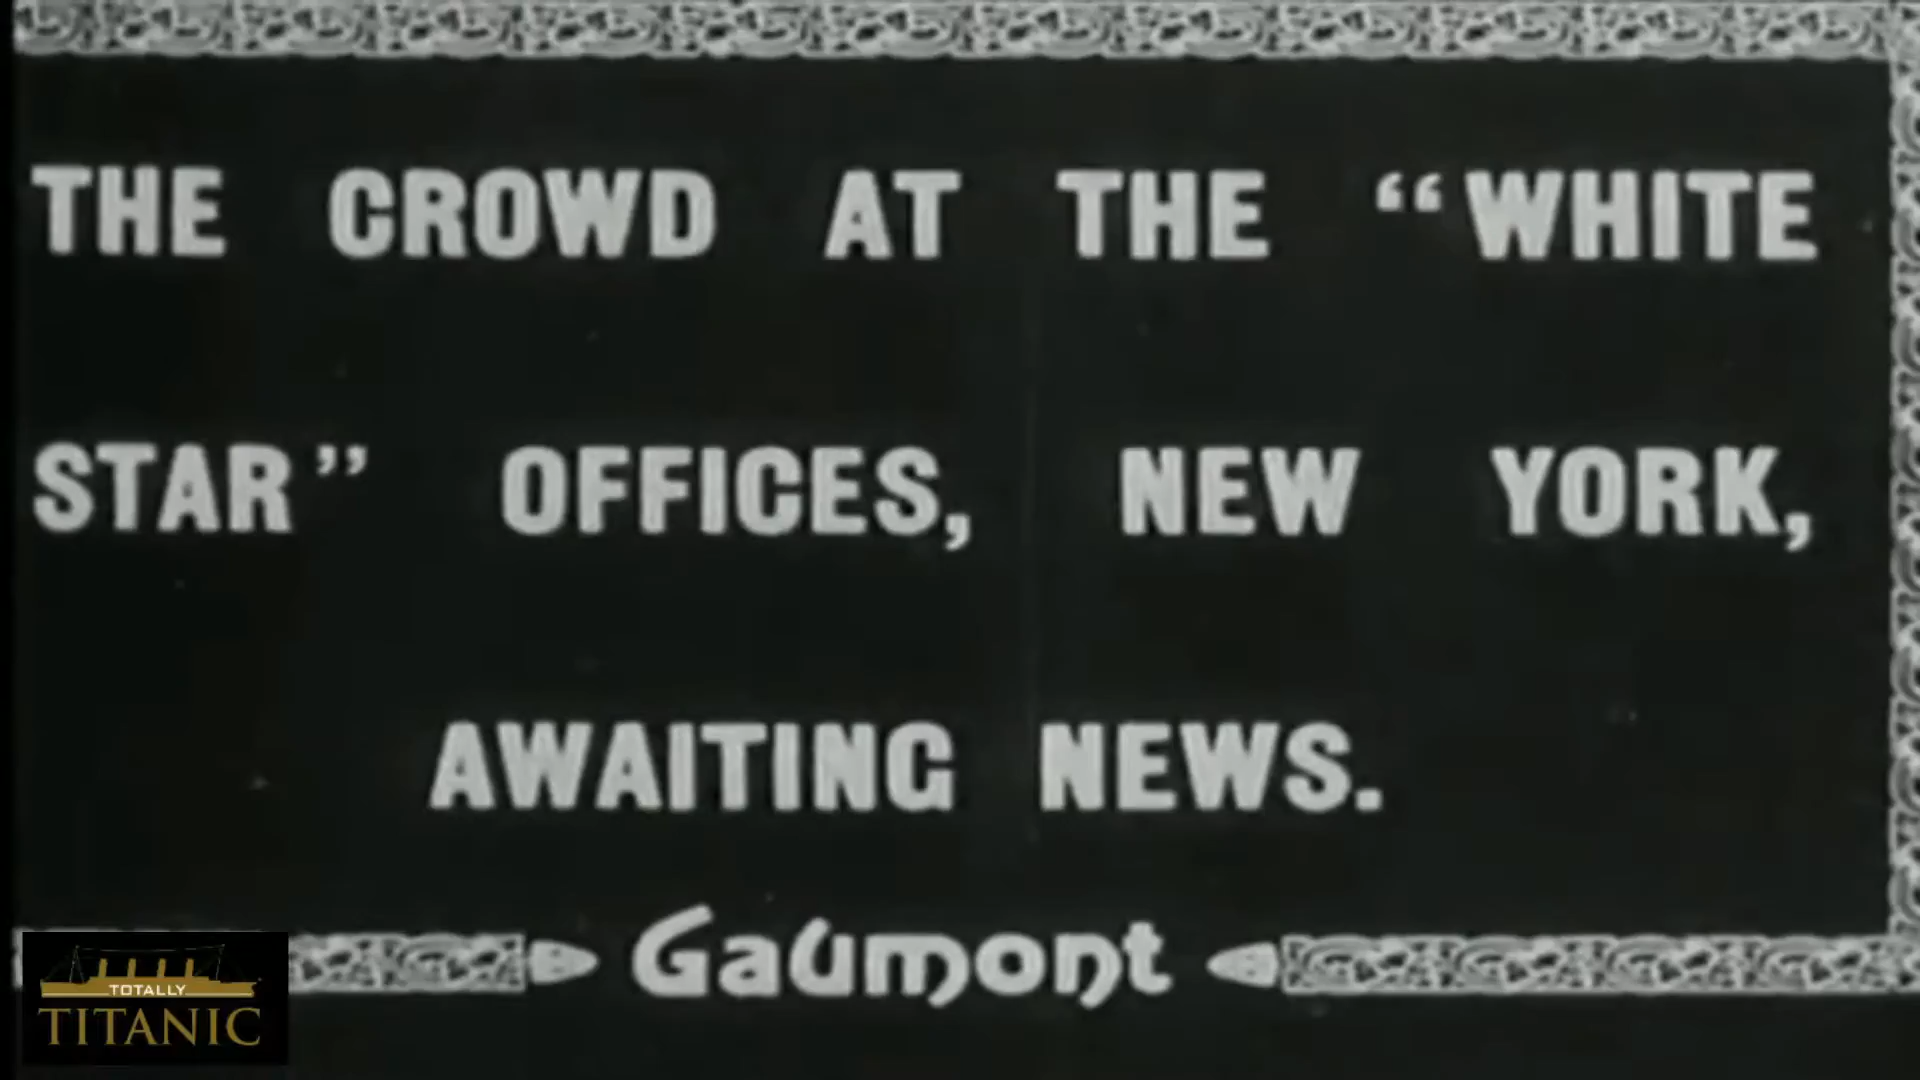 THE CROWD AT THE “WHITE
STAR” OFFICES, NEW YORK,
AWAITING NEWS.
Gaumont
TOTALLY
TITANIC